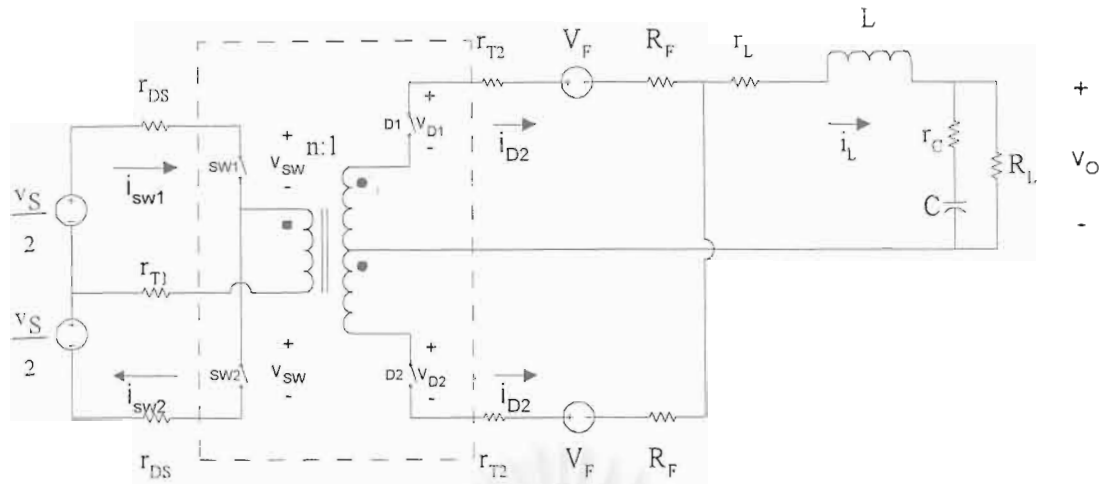 r_T2 V_F R_F r_L L
r_DS
+ + +
D1 V_D1 i_D2 i_L r_C
SW1 v_SW n:1 - R_L v_O
-
i_sw1
v_S
2 C -
r_T1
v_S
2 + +
SW2 v_SW D2 V_D2
i_sw2 - - i_D2
r_DS r_T2 V_F R_F